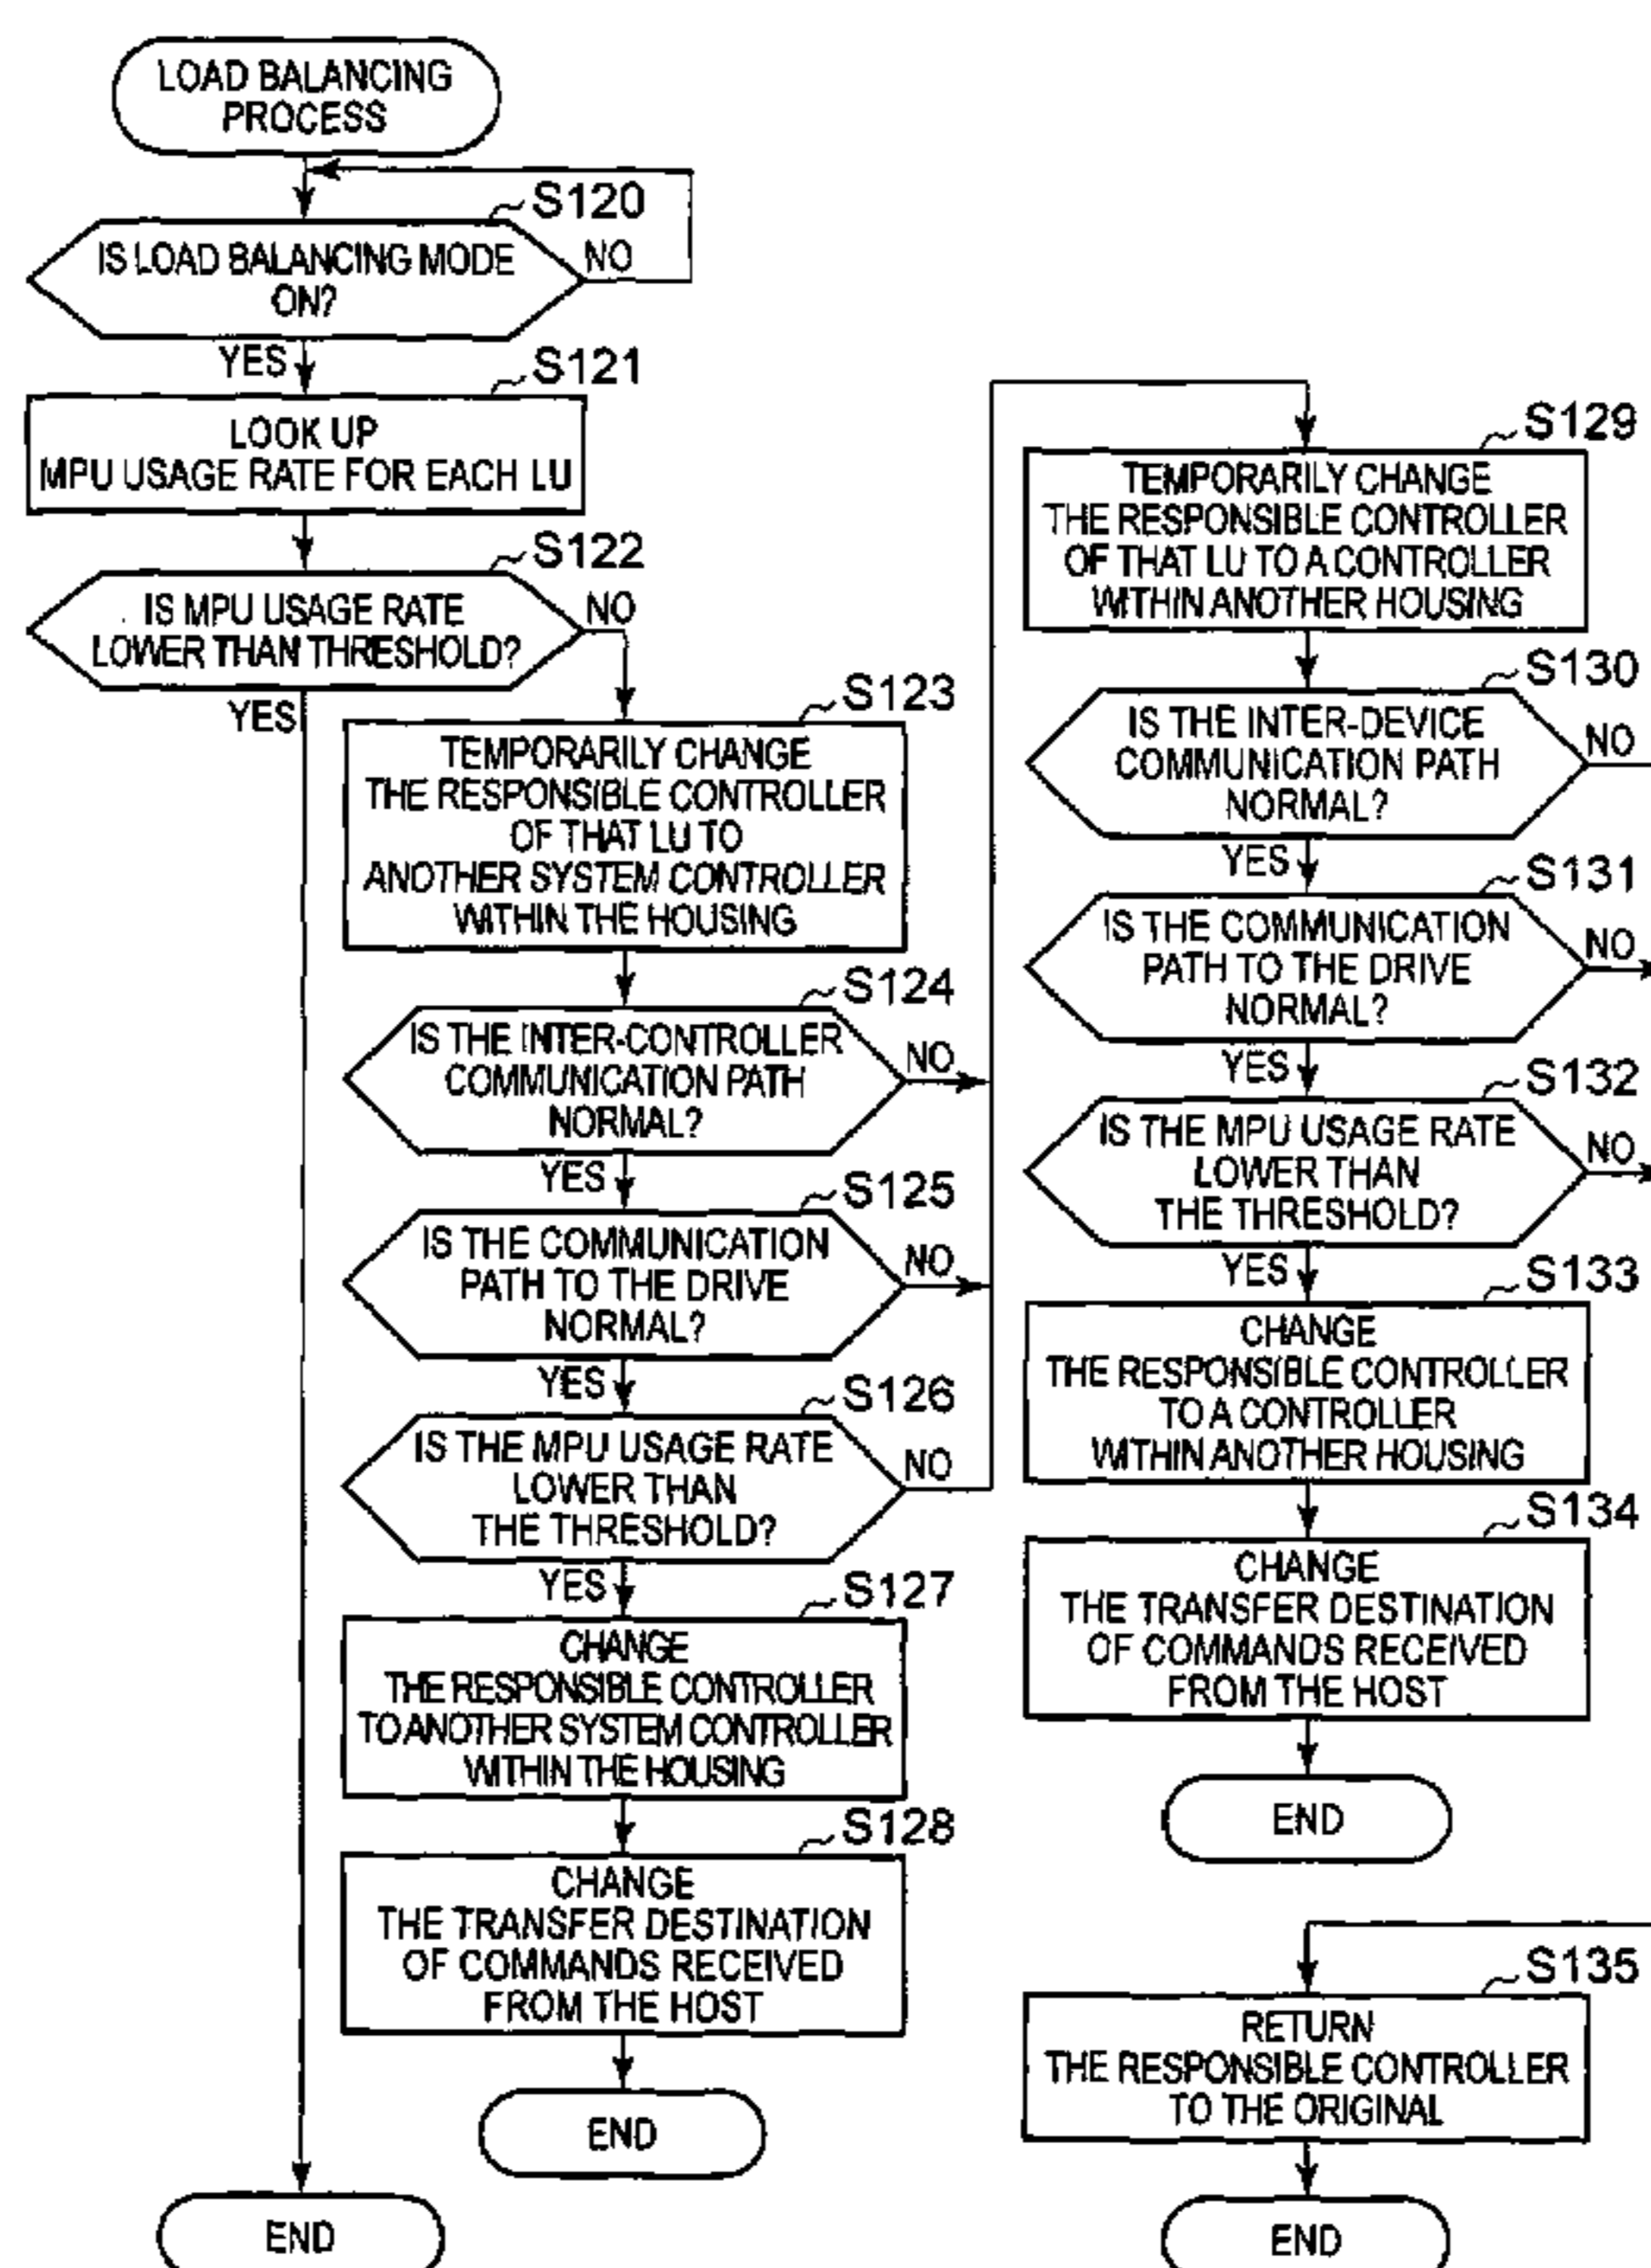 LOAD BALANCING
PROCESS
S120
IS LOAD BALANCING MODE
ON?
NO
YES
S121
LOOK UP
MPU USAGE RATE FOR EACH LU
S122
IS MPU USAGE RATE
LOWER THAN THRESHOLD?
NO
YES
S123
TEMPORARILY CHANGE
THE RESPONSIBLE CONTROLLER
OF THAT LU TO
ANOTHER SYSTEM CONTROLLER
WITHIN THE HOUSING
S124
IS THE INTER-CONTROLLER
COMMUNICATION PATH
NORMAL?
NO
YES
S125
IS THE COMMUNICATION
PATH TO THE DRIVE
NORMAL?
NO
YES
S126
IS THE MPU USAGE RATE
LOWER THAN
THE THRESHOLD?
NO
YES
S127
CHANGE
THE RESPONSIBLE CONTROLLER
TO ANOTHER SYSTEM CONTROLLER
WITHIN THE HOUSING
S128
CHANGE
THE TRANSFER DESTINATION
OF COMMANDS RECEIVED
FROM THE HOST
END
END
S129
TEMPORARILY CHANGE
THE RESPONSIBLE CONTROLLER
OF THAT LU TO A CONTROLLER
WITHIN ANOTHER HOUSING
S130
IS THE INTER-DEVICE
COMMUNICATION PATH
NORMAL?
NO
YES
S131
IS THE COMMUNICATION
PATH TO THE DRIVE
NORMAL?
NO
YES
S132
IS THE MPU USAGE RATE
LOWER THAN
THE THRESHOLD?
NO
YES
S133
CHANGE
THE RESPONSIBLE CONTROLLER
TO A CONTROLLER
WITHIN ANOTHER HOUSING
S134
CHANGE
THE TRANSFER DESTINATION
OF COMMANDS RECEIVED
FROM THE HOST
END
S135
RETURN
THE RESPONSIBLE CONTROLLER
TO THE ORIGINAL
END